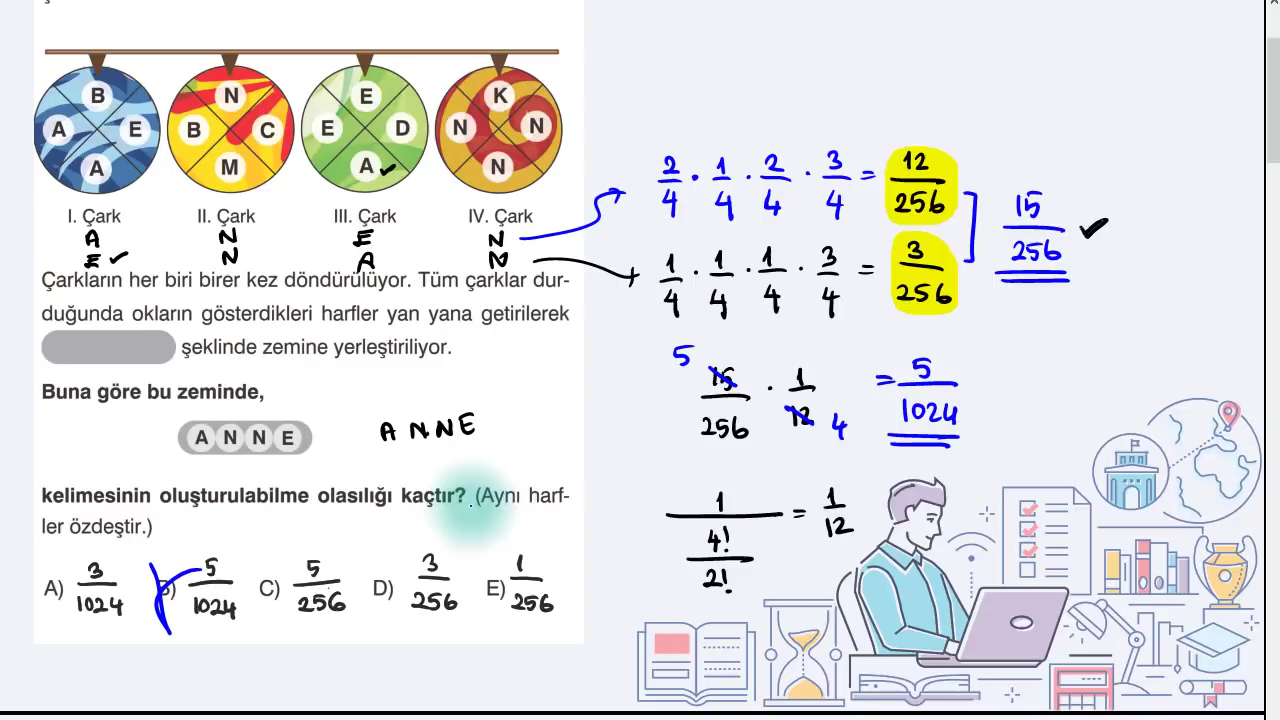 B N E K
A E B C E D N N
A M A ✓ N
I. Çark II. Çark III. Çark IV. Çark
A N E N
E ✓ N A N
Çarkların her biri birer kez döndürülüyor. Tüm çarklar dur-
duğunda okların gösterdikleri harfler yan yana getirilerek
şeklinde zemine yerleştiriliyor.
Buna göre bu zeminde,
A N N E
A N N E
kelimesinin oluşturulabilme olasılığı kaçtır? (Aynı harf-
ler özdeştir.)
A) 3/1024 B) 5/1024 C) 5/256 D) 3/256 E) 1/256
2/4 · 1/4 · 2/4 · 3/4 = 12/256
1/4 · 1/4 · 1/4 · 3/4 = 3/256
15/256 ✓
5
15/256 · 1/12 = 5/1024
4
1/(4!/2!) = 1/12